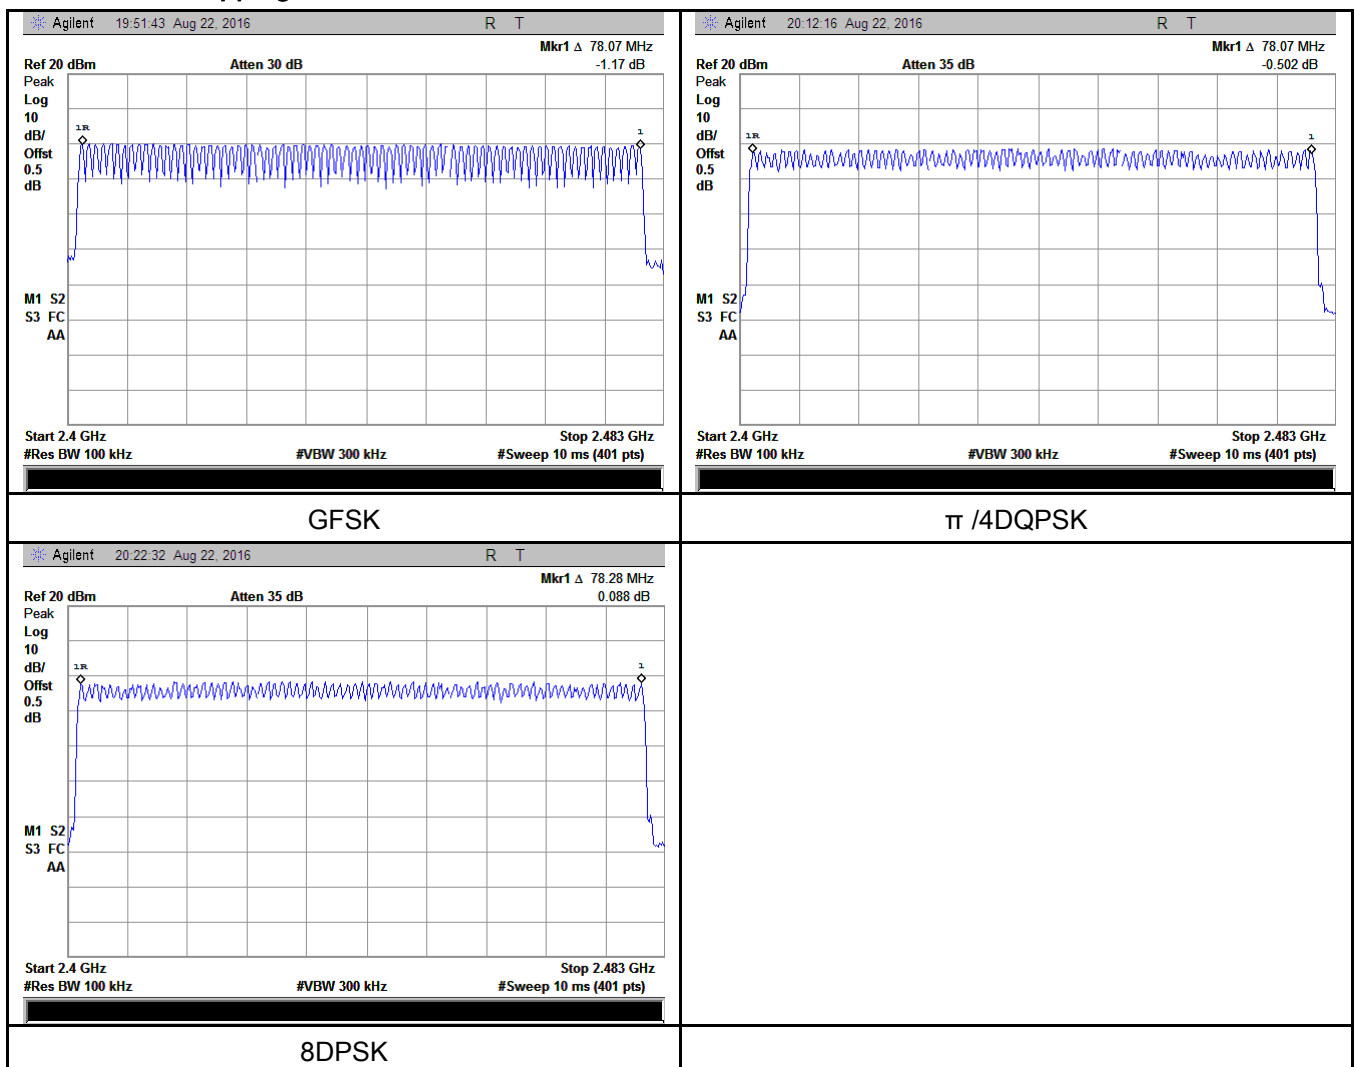 Agilent 19:51:43 Aug 22, 2016 R T
Mkr1 Δ 78.07 MHz
Ref 20 dBm Atten 30 dB -1.17 dB
Peak
Log
10
dB/
Offst
0.5
dB
1R
1
M1 S2
S3 FC
AA
Start 2.4 GHz Stop 2.483 GHz
#Res BW 100 kHz #VBW 300 kHz #Sweep 10 ms (401 pts)
GFSK
Agilent 20:12:16 Aug 22, 2016 R T
Mkr1 Δ 78.07 MHz
Ref 20 dBm Atten 35 dB -0.502 dB
Peak
Log
10
dB/
Offst
0.5
dB
1R
1
M1 S2
S3 FC
AA
Start 2.4 GHz Stop 2.483 GHz
#Res BW 100 kHz #VBW 300 kHz #Sweep 10 ms (401 pts)
π /4DQPSK
Agilent 20:22:32 Aug 22, 2016 R T
Mkr1 Δ 78.28 MHz
Ref 20 dBm Atten 35 dB 0.088 dB
Peak
Log
10
dB/
Offst
0.5
dB
1R
1
M1 S2
S3 FC
AA
Start 2.4 GHz Stop 2.483 GHz
#Res BW 100 kHz #VBW 300 kHz #Sweep 10 ms (401 pts)
8DPSK